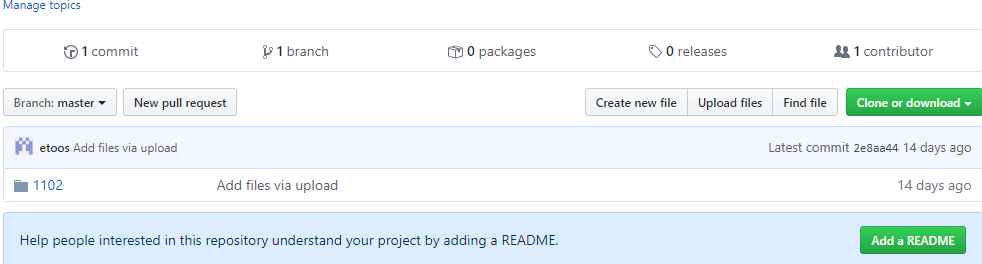 Manage topics
1 commit 1 branch 0 packages 0 releases 1 contributor
Branch: master New pull request Create new file Upload files Find file Clone or download
etoos Add files via upload Latest commit 2e8aa44 14 days ago
1102 Add files via upload 14 days ago
Help people interested in this repository understand your project by adding a README. Add a README